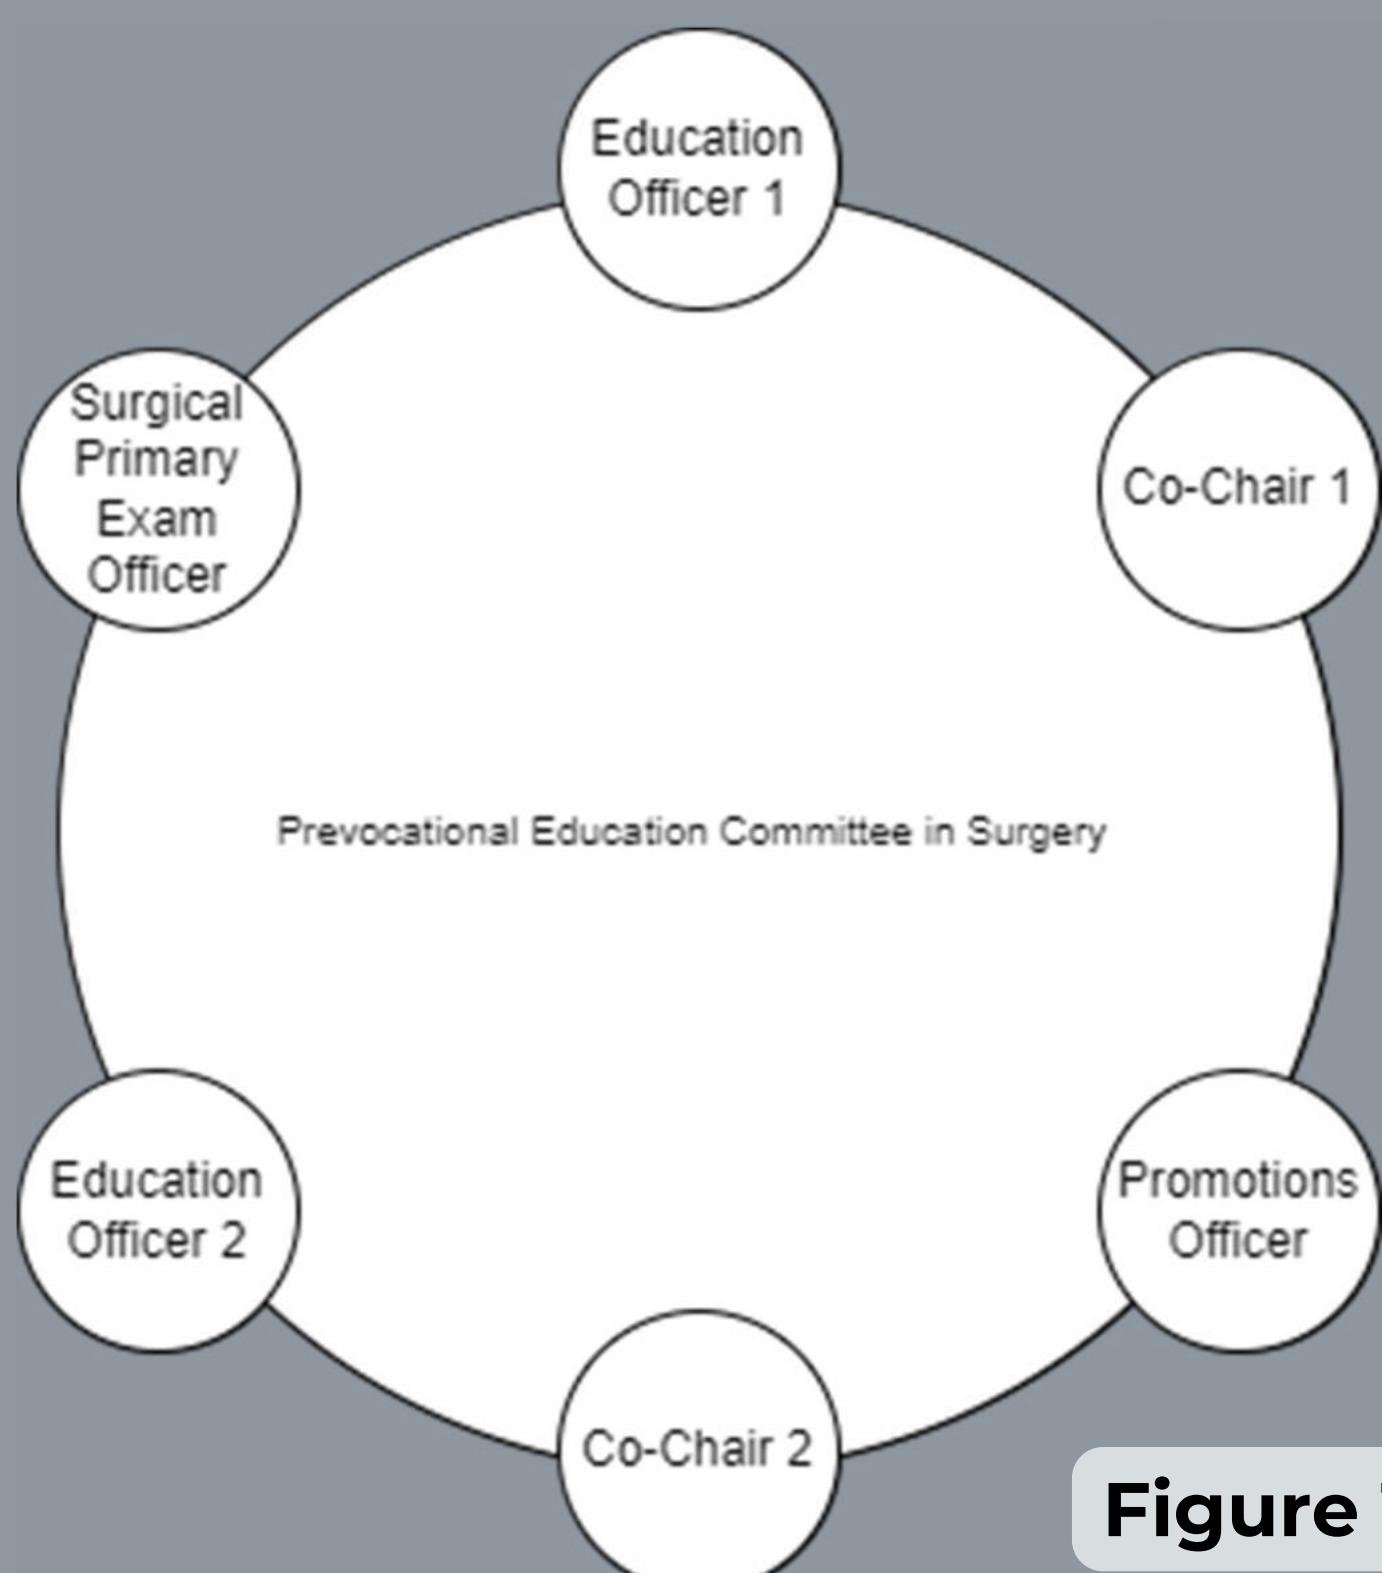 Education
Officer 1
Surgical
Primary
Exam
Officer
Co-Chair 1
Prevocational Education Committee in Surgery
Education
Officer 2
Promotions
Officer
Co-Chair 2
Figure